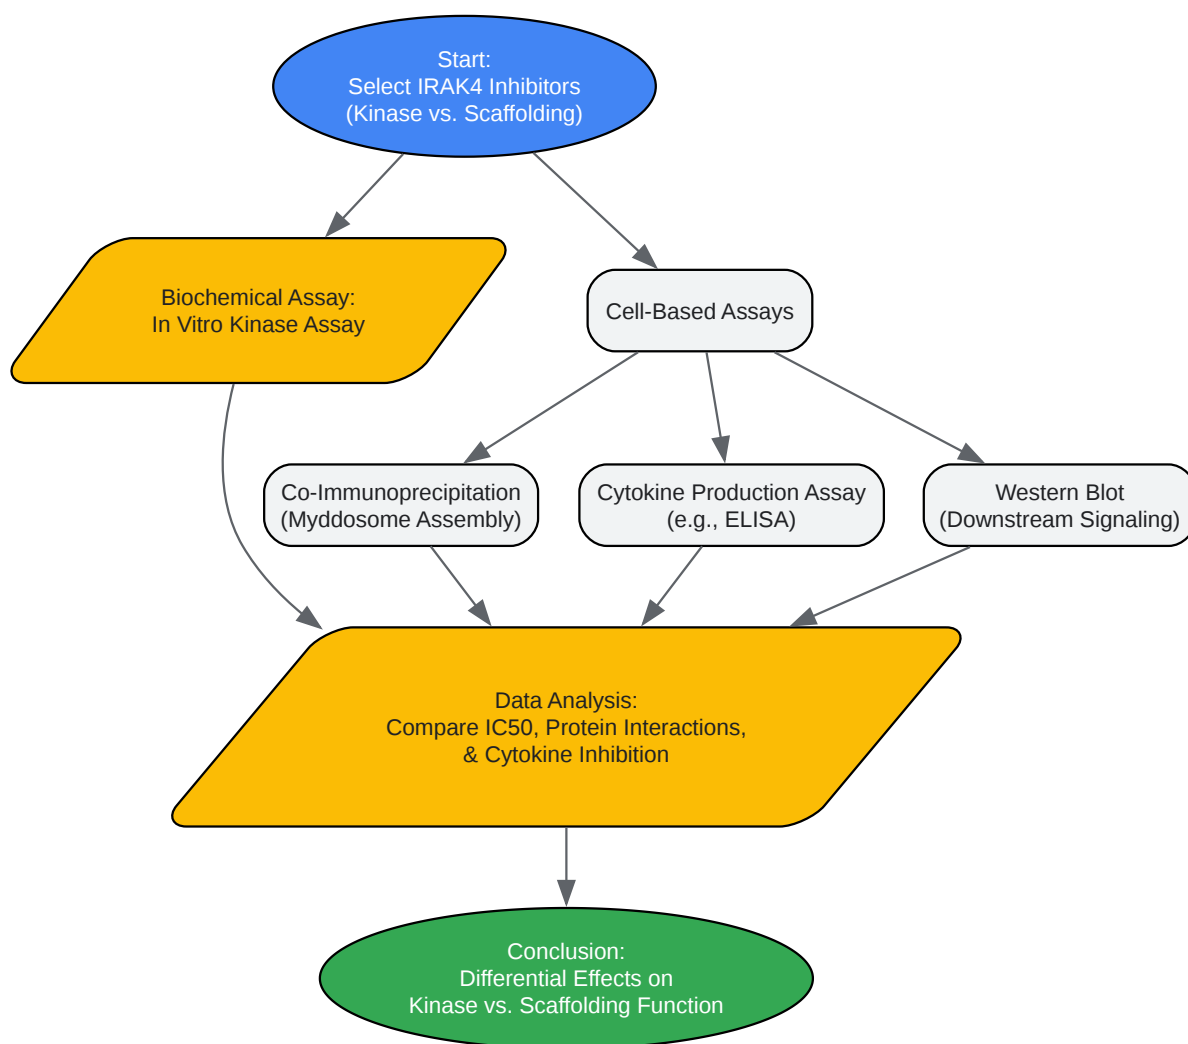 Start:
Select IRAK4 Inhibitors
(Kinase vs. Scaffolding)
Biochemical Assay:
In Vitro Kinase Assay
Cell-Based Assays
Co-Immunoprecipitation
(Myddosome Assembly)
Cytokine Production Assay
(e.g., ELISA)
Western Blot
(Downstream Signaling)
Data Analysis:
Compare IC50, Protein Interactions,
& Cytokine Inhibition
Conclusion:
Differential Effects on
Kinase vs. Scaffolding Function